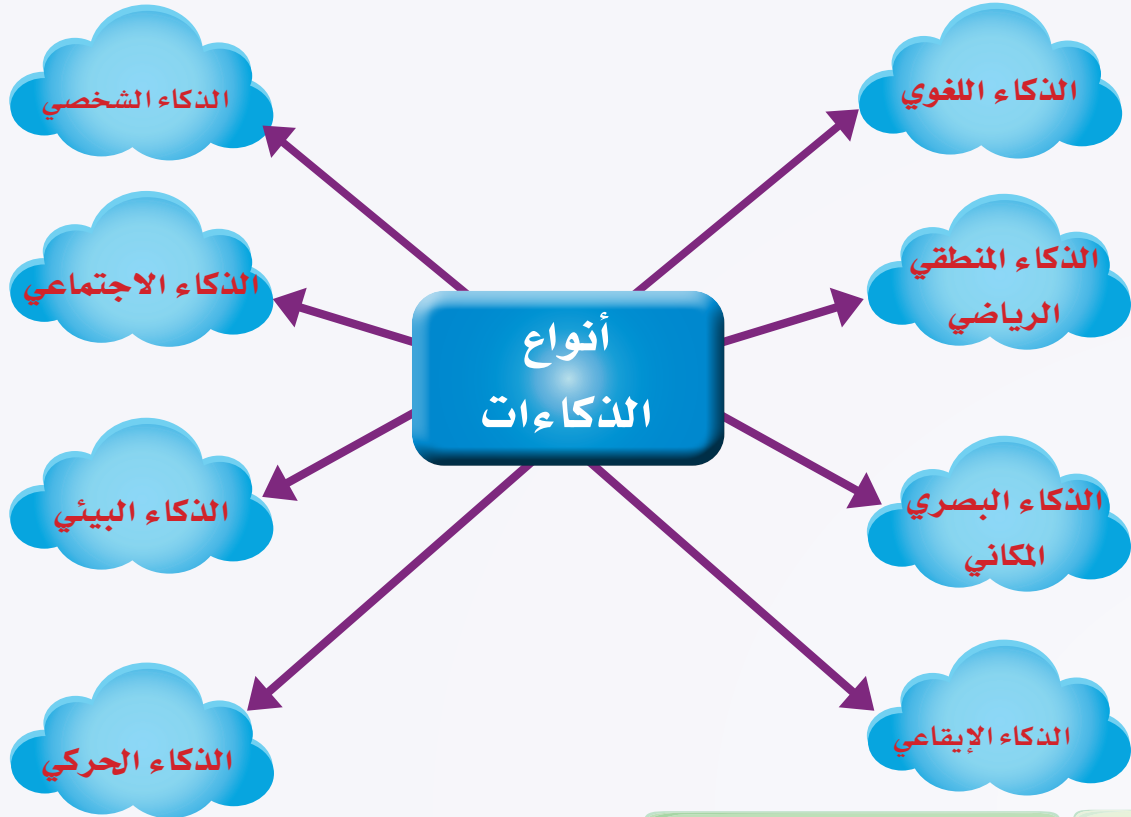 الذكاء اللغوي
الذكاء الشخصي
الذكاء المنطقي
الرياضي
الذكاء الاجتماعي
أنواع
الذكاءات
الذكاء البصري
المكاني
الذكاء البيئي
الذكاء الإيقاعي
الذكاء الحركي